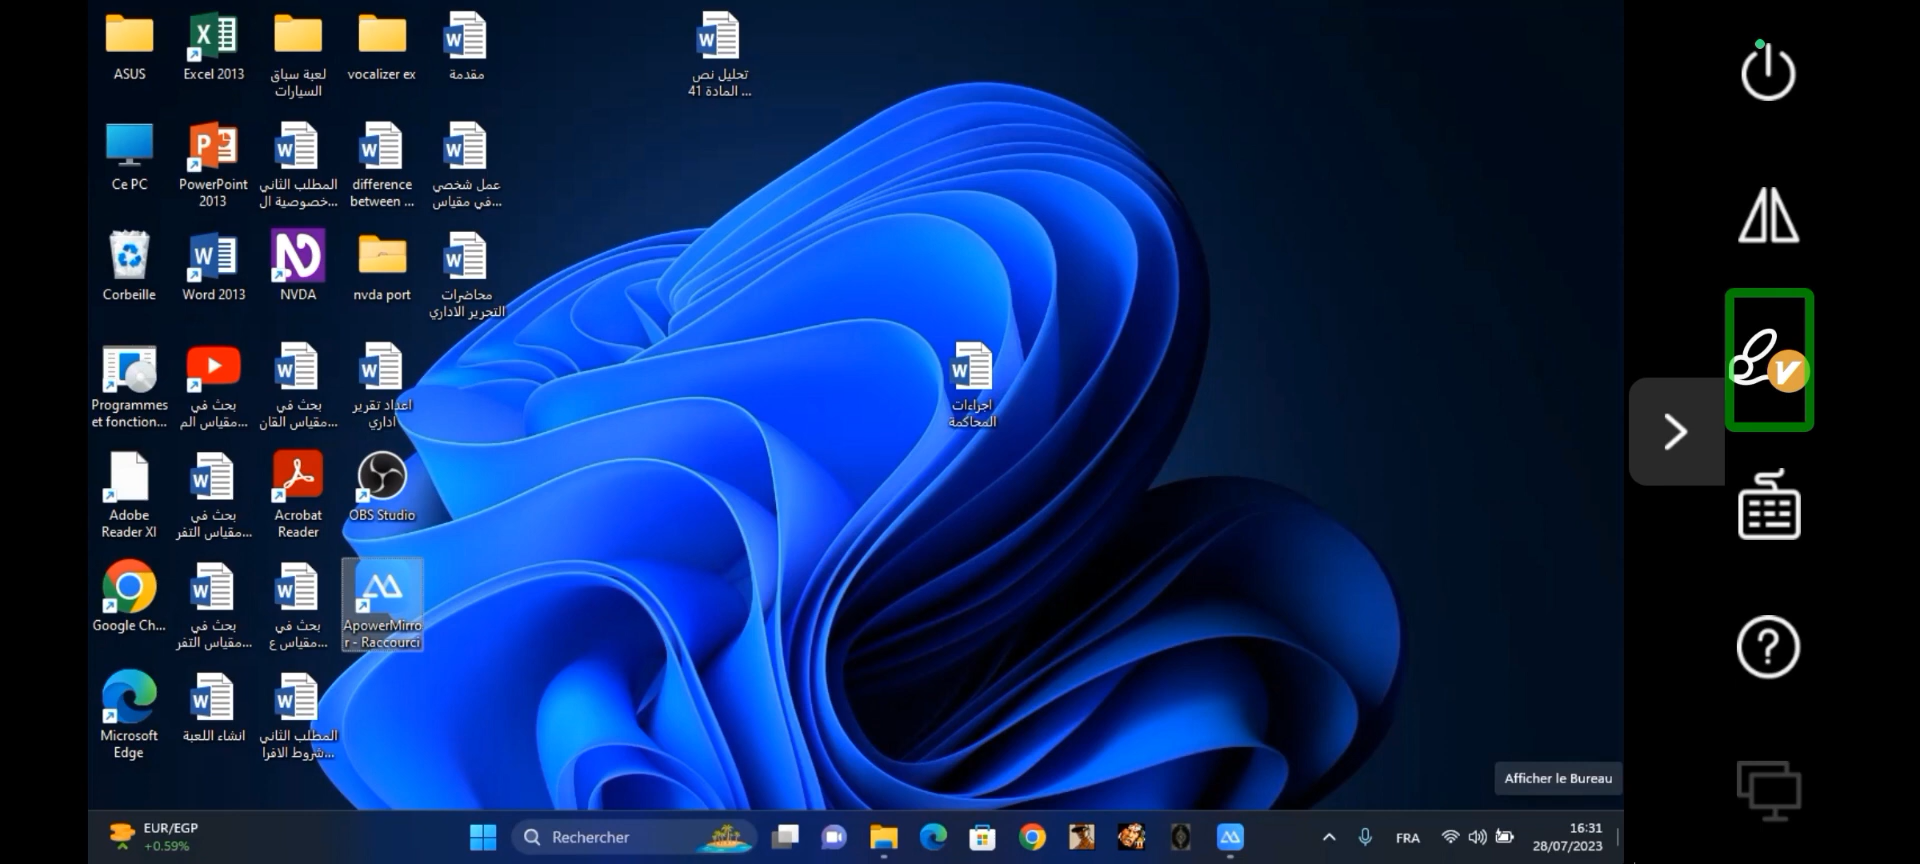 ASUS
Excel 2013
لعبة سباق
السيارات
vocalizer ex
مقدمة
تحليل نص
المادة 41 ...
Ce PC
PowerPoint
2013
المطلب الثاني
خصوصية ال...
difference
between ...
عمل شخصي
في مقياس...
Corbeille
Word 2013
NVDA
nvda port
محاضرات
التحرير الاداري
Programmes
et fonction...
بحث في
مقياس الم...
بحث في
مقياس القان...
اعداد تقرير
اداري
اجراءات
المحاكمة
Adobe
Reader XI
بحث في
مقياس التفر...
Acrobat
Reader
OBS Studio
Google Ch...
بحث في
مقياس التفر...
بحث في
مقياس ع...
ApowerMirro
r - Raccourci
Microsoft
Edge
انشاء اللعبة
المطلب الثاني
شروط الافرا...
Afficher le Bureau
EUR/EGP
+0.59%
Rechercher
FRA
16:31
28/07/2023